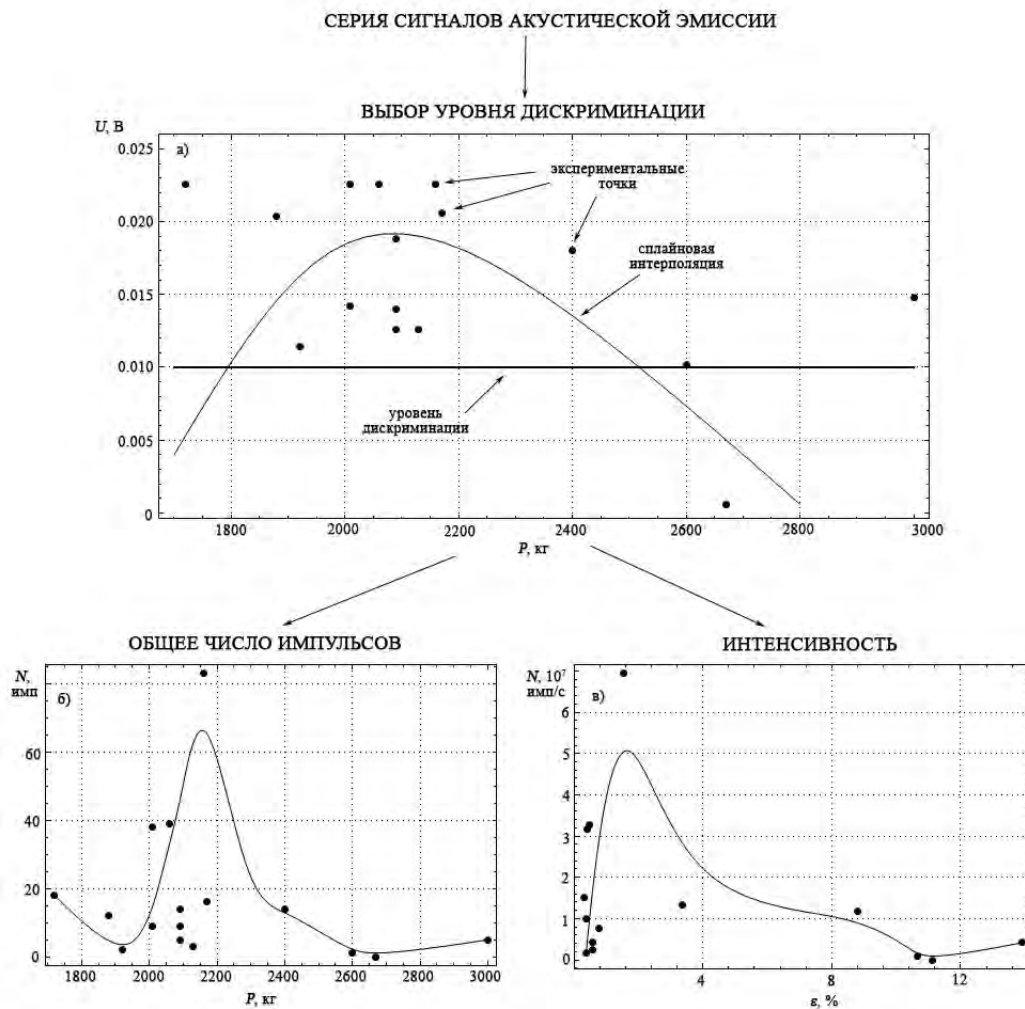 СЕРИЯ СИГНАЛОВ АКУСТИЧЕСКОЙ ЭМИССИИ
ВЫБОР УРОВНЯ ДИСКРИМИНАЦИИ
U, В
а)
0.025
0.020
0.015
0.010
0.005
0
экспериментальные
точки
сплайновая
интерполяция
уровень
дискриминации
1800 2000 2200 2400 2600 2800 3000
P, кг
ОБЩЕЕ ЧИСЛО ИМПУЛЬСОВ
N,
имп
б)
60
40
20
0
1800 2000 2200 2400 2600 2800 3000
P, кг
ИНТЕНСИВНОСТЬ
N, 10⁷
имп/с
в)
6
5
4
3
2
1
0
4 8 12
ε, %